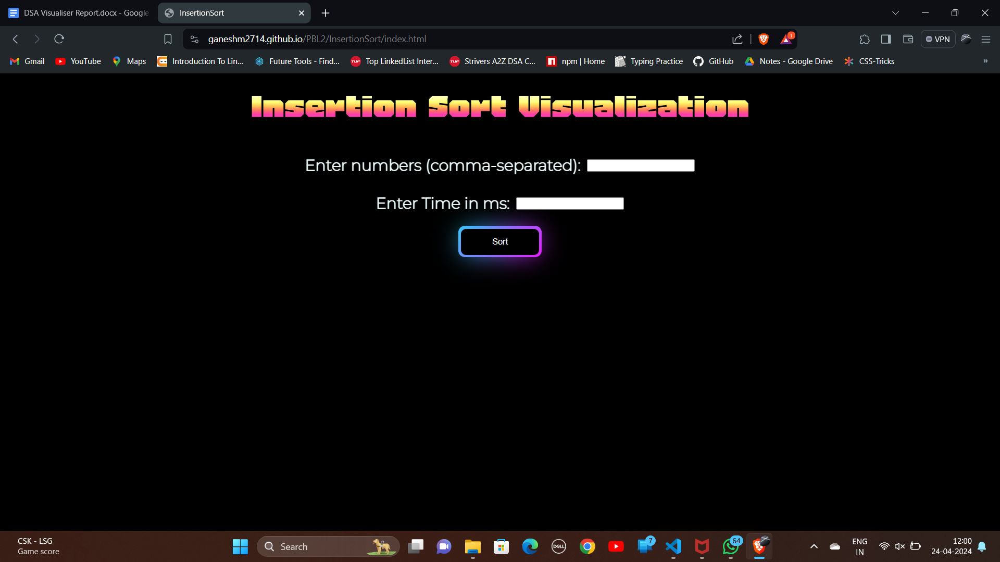 DSA Visualiser Report.docx - Google
InsertionSort
ganeshm2714.github.io/PBL2/InsertionSort/index.html
1
VPN
Gmail
YouTube
Maps
Introduction To Lin...
Future Tools - Find...
TUF
Top LinkedList Inter...
TUF
Strivers A2Z DSA C...
npm | Home
Typing Practice
GitHub
Notes - Google Drive
CSS-Tricks
»
Insertion Sort Visualization
Enter numbers (comma-separated):
Enter Time in ms:
Sort
CSK - LSG
Game score
Search
DELL
7
64
ENG
IN
12:00
24-04-2024